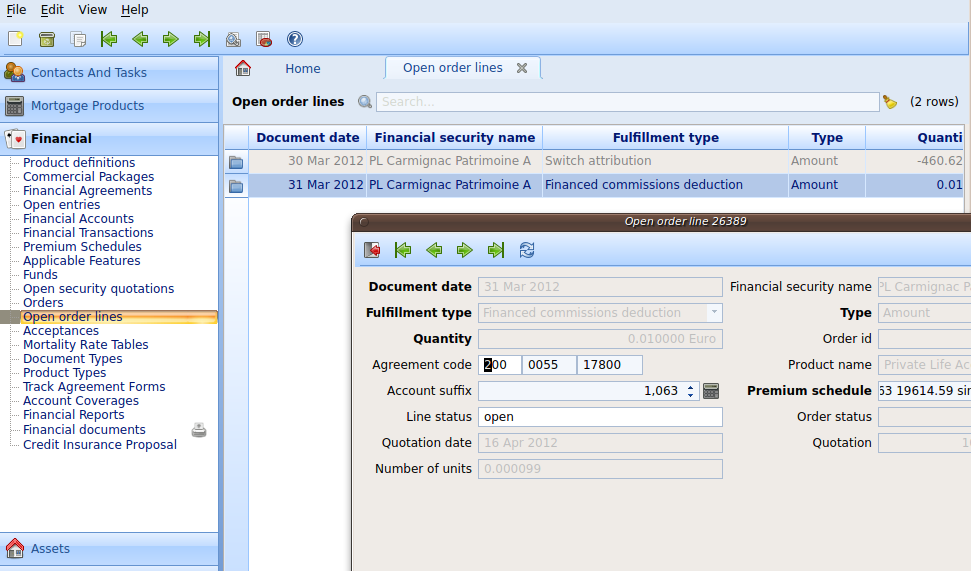 File Edit View Help
Contacts And Tasks
Mortgage Products
Financial
Product definitions
Commercial Packages
Financial Agreements
Open entries
Financial Accounts
Financial Transactions
Premium Schedules
Applicable Features
Funds
Open security quotations
Orders
Open order lines
Acceptances
Mortality Rate Tables
Document Types
Product Types
Track Agreement Forms
Account Coverages
Financial Reports
Financial documents
Credit Insurance Proposal
Assets
Home Open order lines
Open order lines Search... (2 rows)
Document date Financial security name Fulfillment type Type Quanti
30 Mar 2012 PL Carmignac Patrimoine A Switch attribution Amount -460.62
31 Mar 2012 PL Carmignac Patrimoine A Financed commissions deduction Amount 0.01
Open order line 26389
Document date 31 Mar 2012 Financial security name PL Carmignac P
Fulfillment type Financed commissions deduction Type Amount
Quantity 0.010000 Euro Order id
Agreement code 200 0055 17800 Product name Private Life Acc
Account suffix 1,063 Premium schedule 63 19614.59 sin
Line status open Order status
Quotation date 16 Apr 2012 Quotation 10
Number of units 0.000099